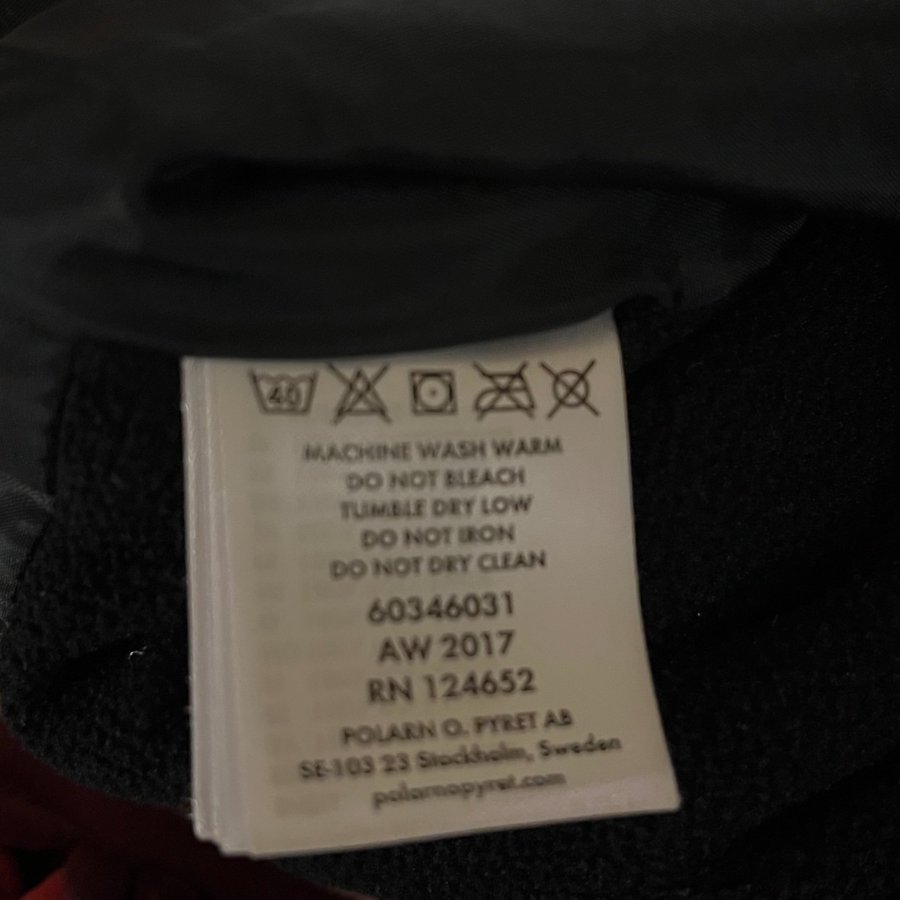 40
MACHINE WASH WARM
DO NOT BLEACH
TUMBLE DRY LOW
DO NOT IRON
DO NOT DRY CLEAN
60346031
AW 2017
RN 124652
POLARN O. PYRET AB
SE-103 23 Stockholm, Sweden
polarnopyret.com